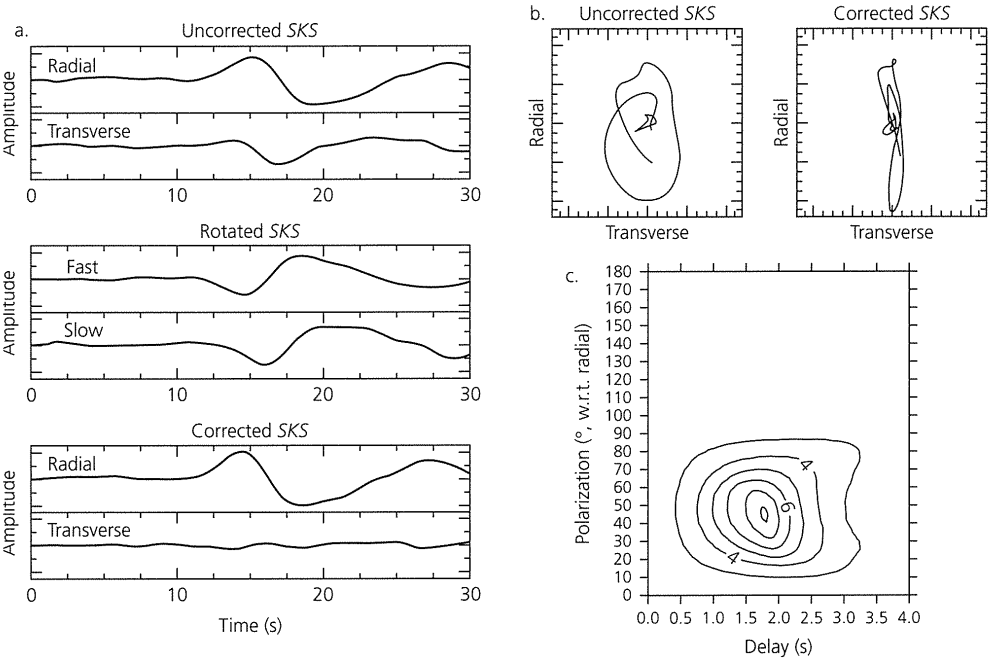 a.
Uncorrected SKS
Amplitude
Radial
Transverse
0 10 20 30
Rotated SKS
Amplitude
Fast
Slow
0 10 20 30
Corrected SKS
Amplitude
Radial
Amplitude
Transverse
0 10 20 30
Time (s)
b.
Uncorrected SKS
Radial
Transverse
Corrected SKS
Radial
Transverse
c.
Polarization (°, w.r.t. radial)
180
170
160
150
140
130
120
110
100
90
80
70
60
50
40
30
20
10
0
4
6
4
0.0 0.5 1.0 1.5 2.0 2.5 3.0 3.5 4.0
Delay (s)